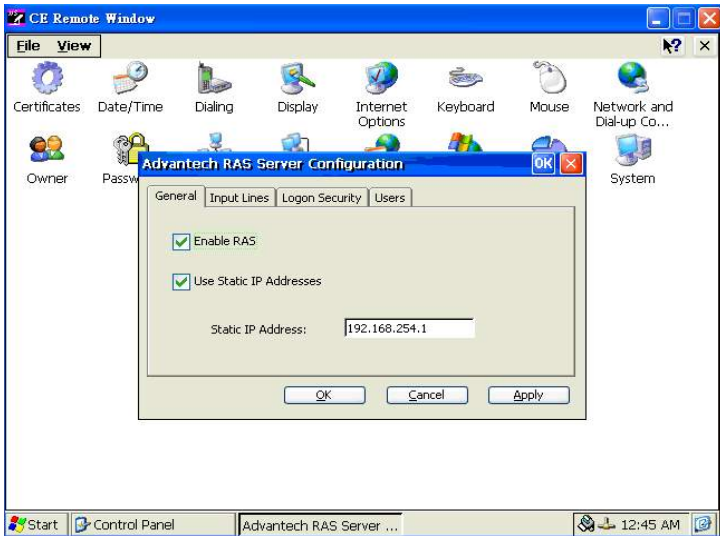 CE Remote Window
File View
Certificates
Date/Time
Dialing
Display
Internet Options
Keyboard
Mouse
Network and Dial-up Co...
Owner
Passw
System
Advantech RAS Server Configuration
OK
General
Input Lines
Logon Security
Users
Enable RAS
Use Static IP Addresses
Static IP Address:
192.168.254.1
OK
Cancel
Apply
Start
Control Panel
Advantech RAS Server ...
12:45 AM